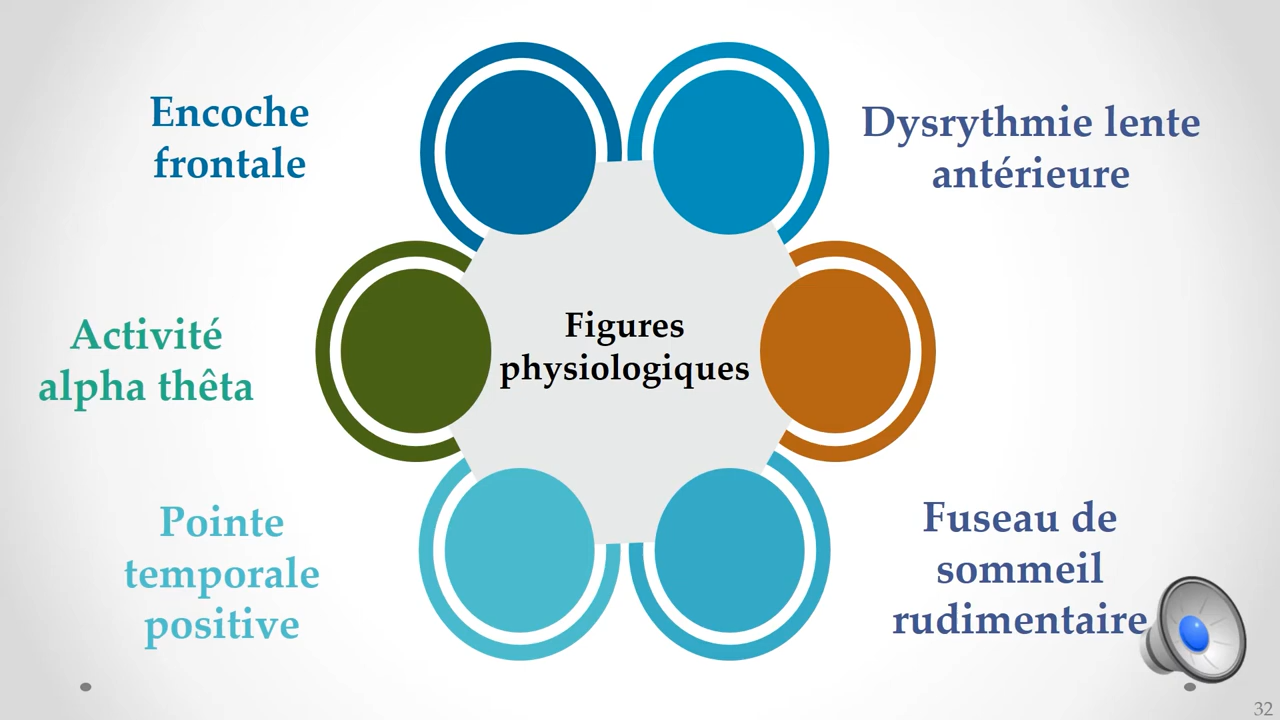 Encoche
frontale
Dysrythmie lente
antérieure
Activité
alpha thêta
Figures
physiologiques
Pointe
temporale
positive
Fuseau de
sommeil
rudimentaire
32